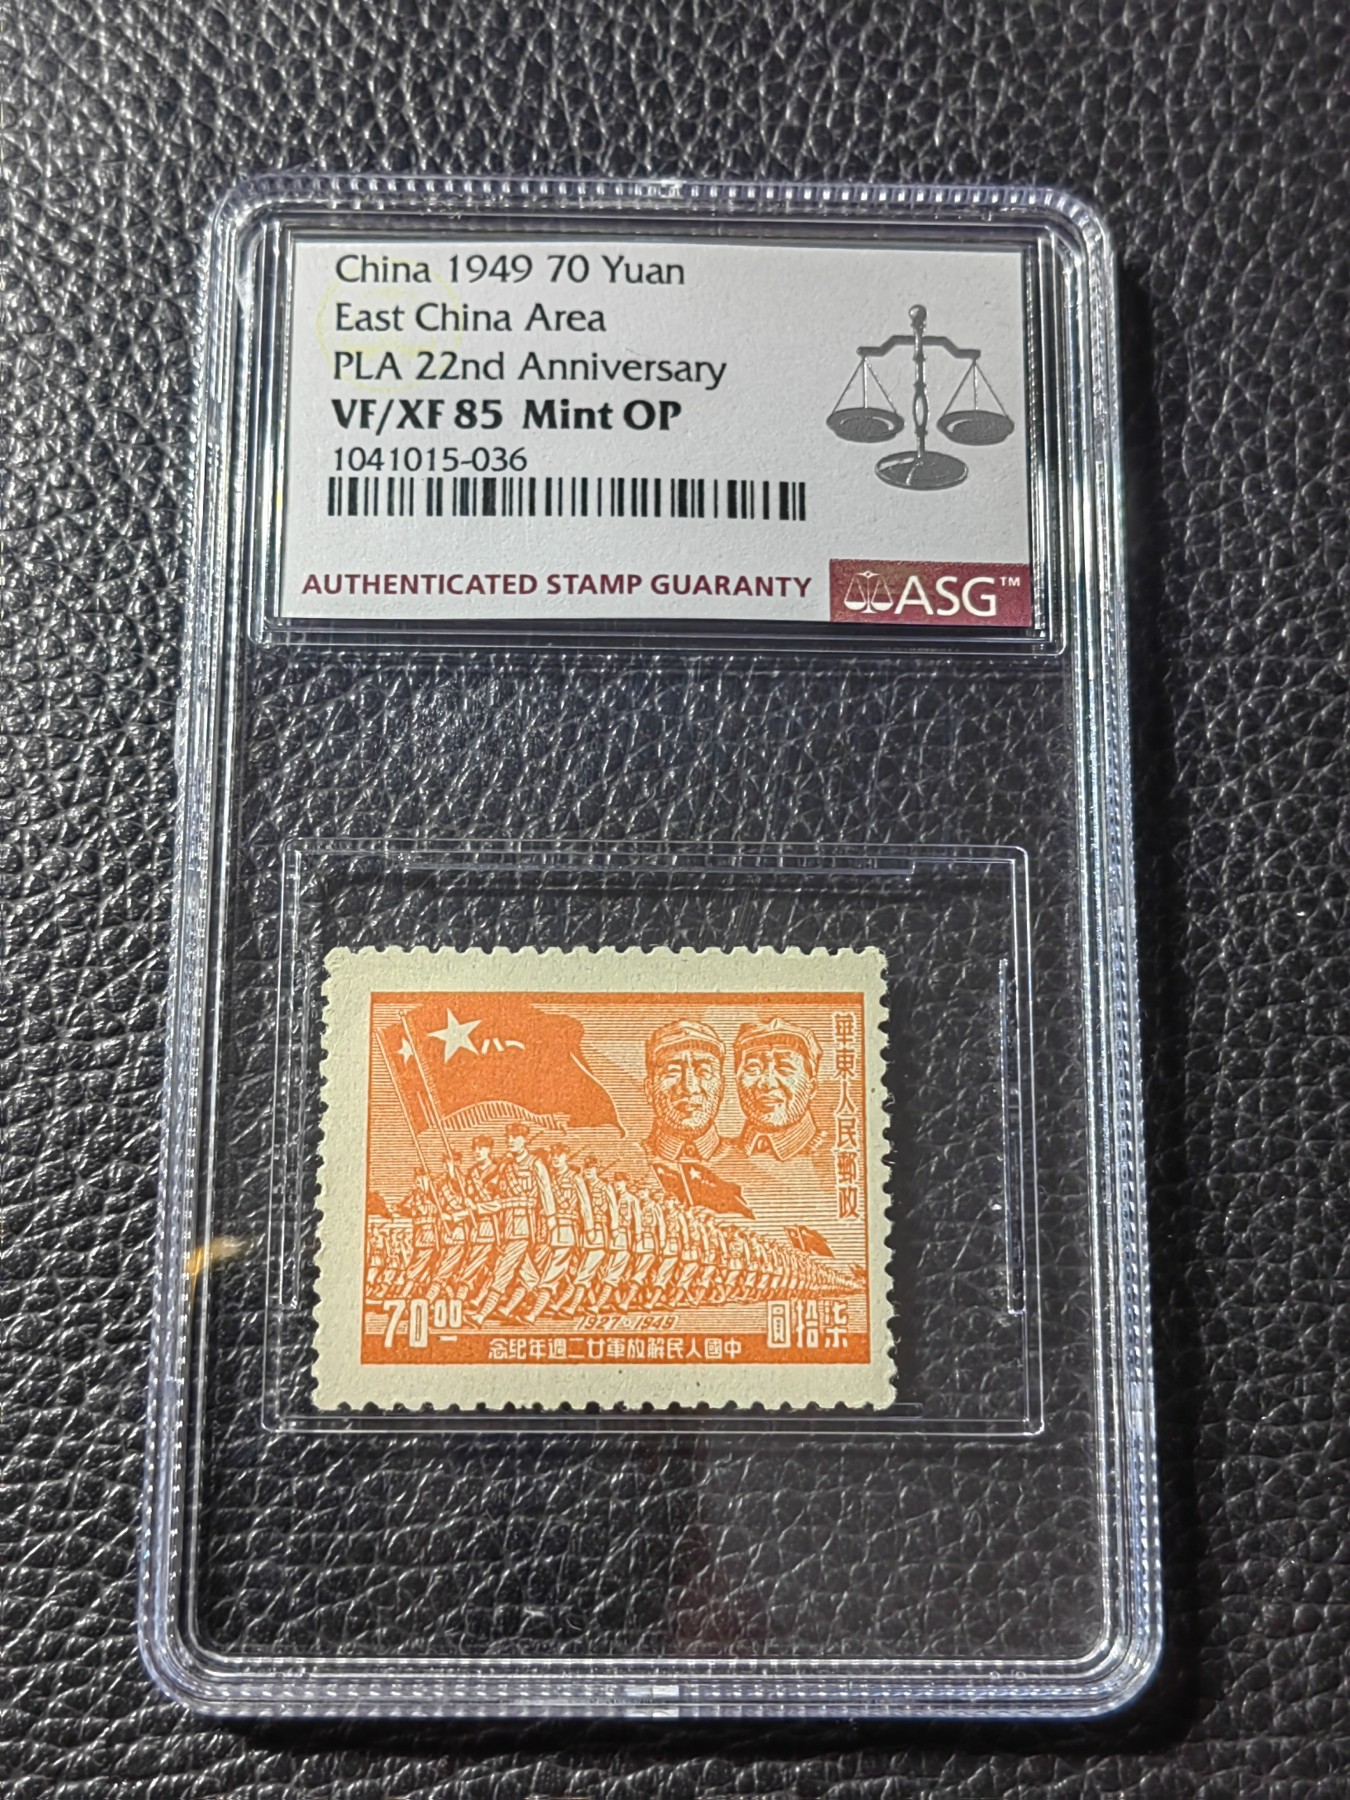 China 1949 70 Yuan
East China Area
PLA 22nd Anniversary
VF/XF 85 Mint OP
1041015-036
AUTHENTICATED STAMP GUARANTY
ASG™
八一
華東人民郵政
70.00
1927·1949
圓拾柒
念紀年週二廿軍放解民人國中